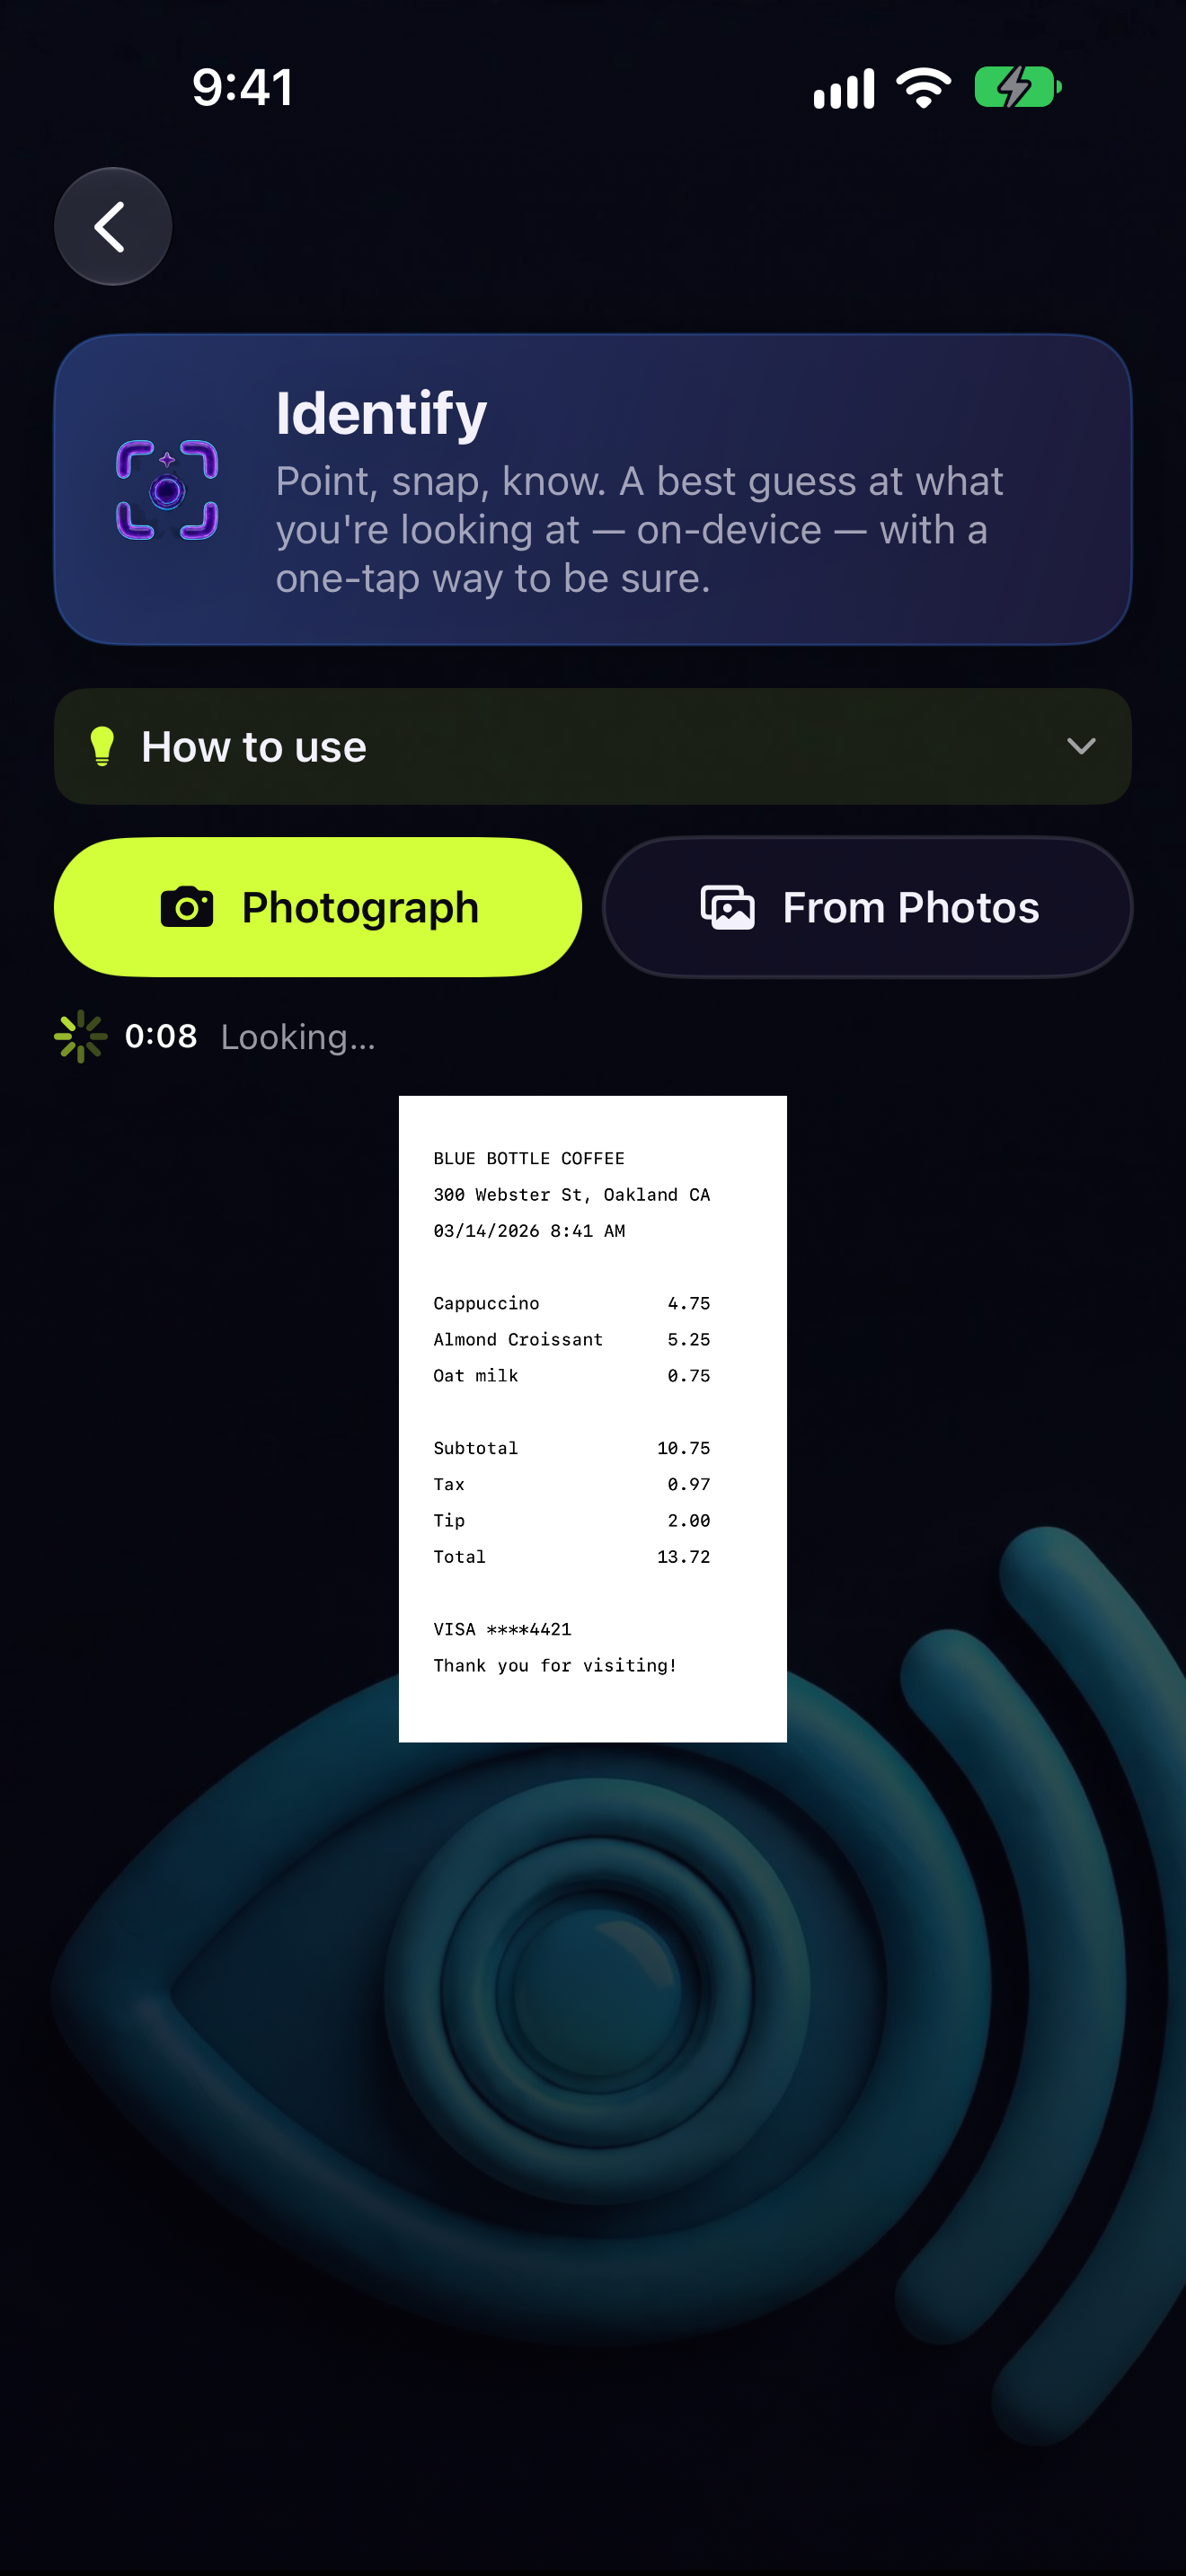 9:41
Identify
Point, snap, know. A best guess at what
you're looking at — on-device — with a
one-tap way to be sure.
How to use
Photograph
From Photos
0:08 Looking...
BLUE BOTTLE COFFEE
300 Webster St, Oakland CA
03/14/2026 8:41 AM
Cappuccino 4.75
Almond Croissant 5.25
Oat milk 0.75
Subtotal 10.75
Tax 0.97
Tip 2.00
Total 13.72
VISA ****4421
Thank you for visiting!